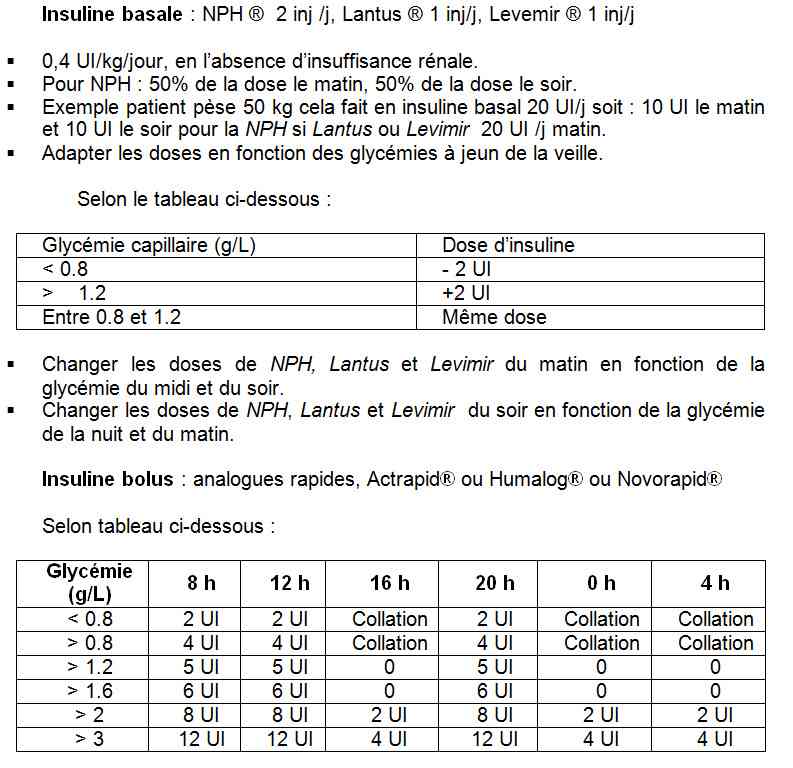 Insuline basale : NPH ® 2 inj /j, Lantus ® 1 inj/j, Levemir ® 1 inj/j
▪ 0,4 UI/kg/jour, en l'absence d'insuffisance rénale.
▪ Pour NPH : 50% de la dose le matin, 50% de la dose le soir.
▪ Exemple patient pèse 50 kg cela fait en insuline basal 20 UI/j soit : 10 UI le matin
et 10 UI le soir pour la NPH si Lantus ou Levimir 20 UI /j matin.
▪ Adapter les doses en fonction des glycémies à jeun de la veille.
Selon le tableau ci-dessous :
Glycémie capillaire (g/L) Dose d'insuline
< 0.8 - 2 UI
> 1.2 +2 UI
Entre 0.8 et 1.2 Même dose
▪ Changer les doses de NPH, Lantus et Levimir du matin en fonction de la
glycémie du midi et du soir.
▪ Changer les doses de NPH, Lantus et Levimir du soir en fonction de la glycémie
de la nuit et du matin.
Insuline bolus : analogues rapides, Actrapid® ou Humalog® ou Novorapid®
Selon tableau ci-dessous :
Glycémie
(g/L) 8 h 12 h 16 h 20 h 0 h 4 h
< 0.8 2 UI 2 UI Collation 2 UI Collation Collation
> 0.8 4 UI 4 UI Collation 4 UI Collation Collation
> 1.2 5 UI 5 UI 0 5 UI 0 0
> 1.6 6 UI 6 UI 0 6 UI 0 0
> 2 8 UI 8 UI 2 UI 8 UI 2 UI 2 UI
> 3 12 UI 12 UI 4 UI 12 UI 4 UI 4 UI